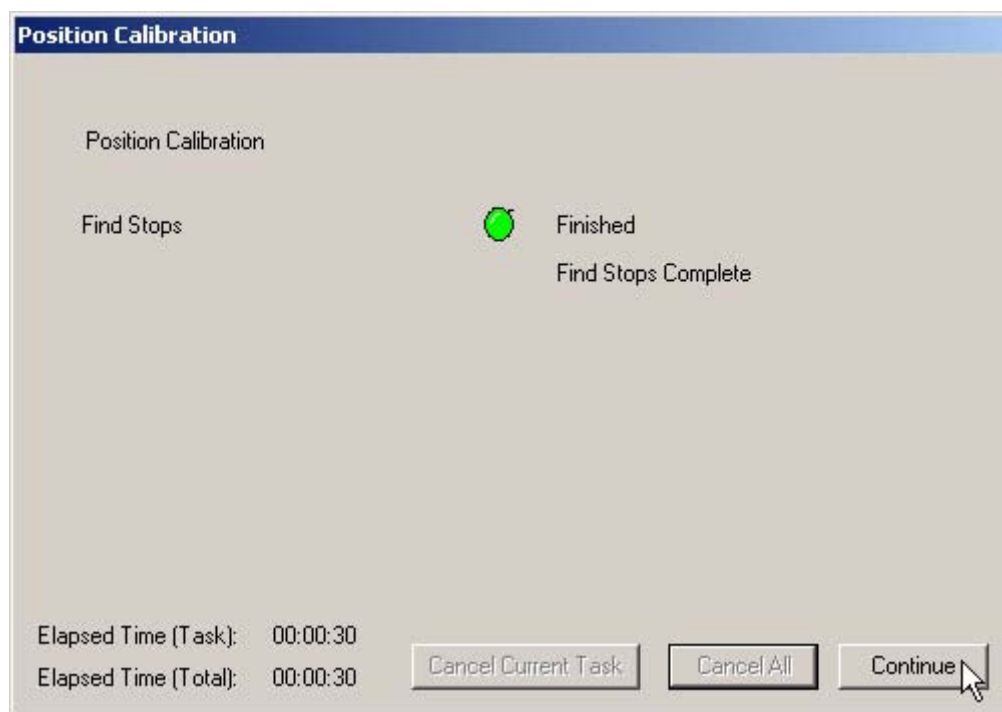 Position Calibration
Position Calibration
Find Stops
Finished
Find Stops Complete
Elapsed Time (Task): 00:00:30
Elapsed Time (Total): 00:00:30
Cancel Current Task
Cancel All
Continue